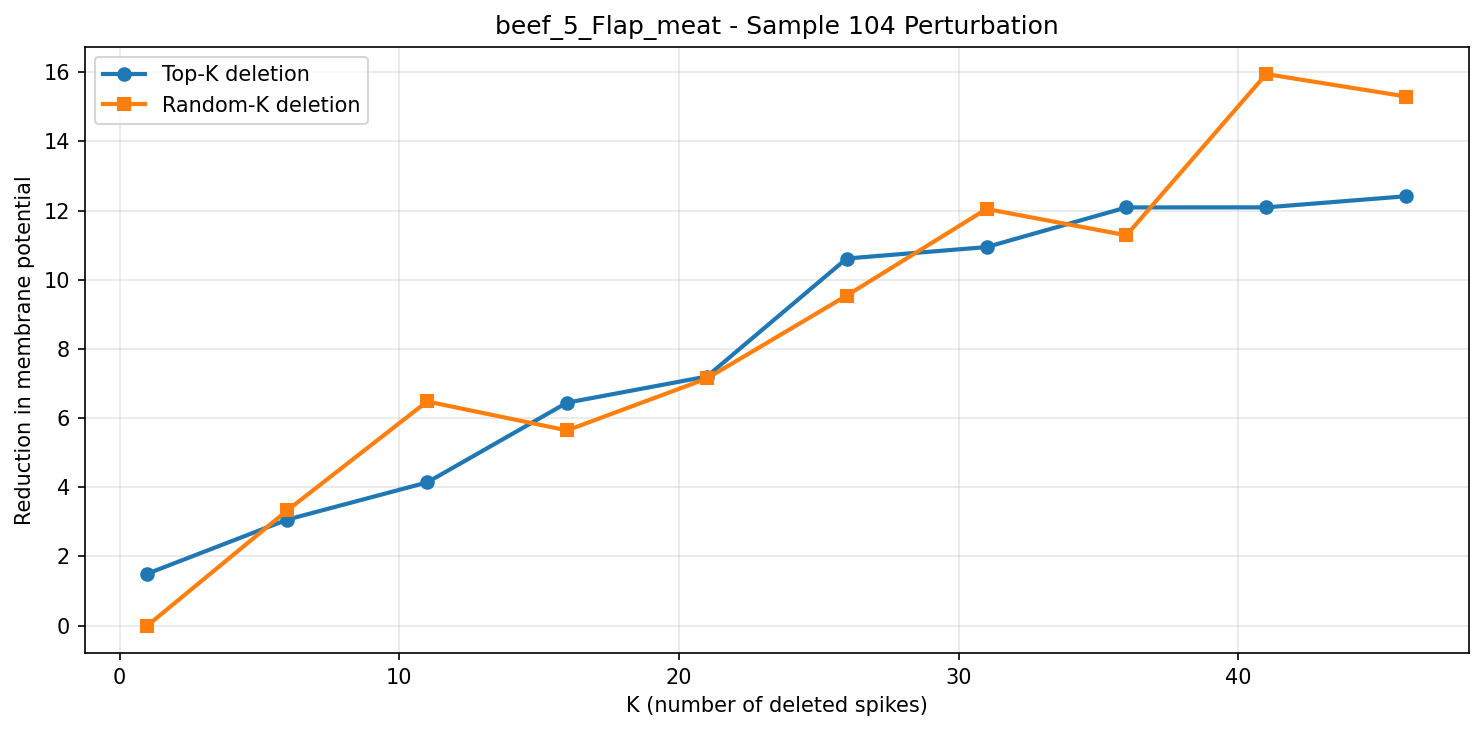 beef_5_Flap_meat - Sample 104 Perturbation
Top-K deletion
Random-K deletion
Reduction in membrane potential
16
14
12
10
8
6
4
2
0
0 10 20 30 40
K (number of deleted spikes)